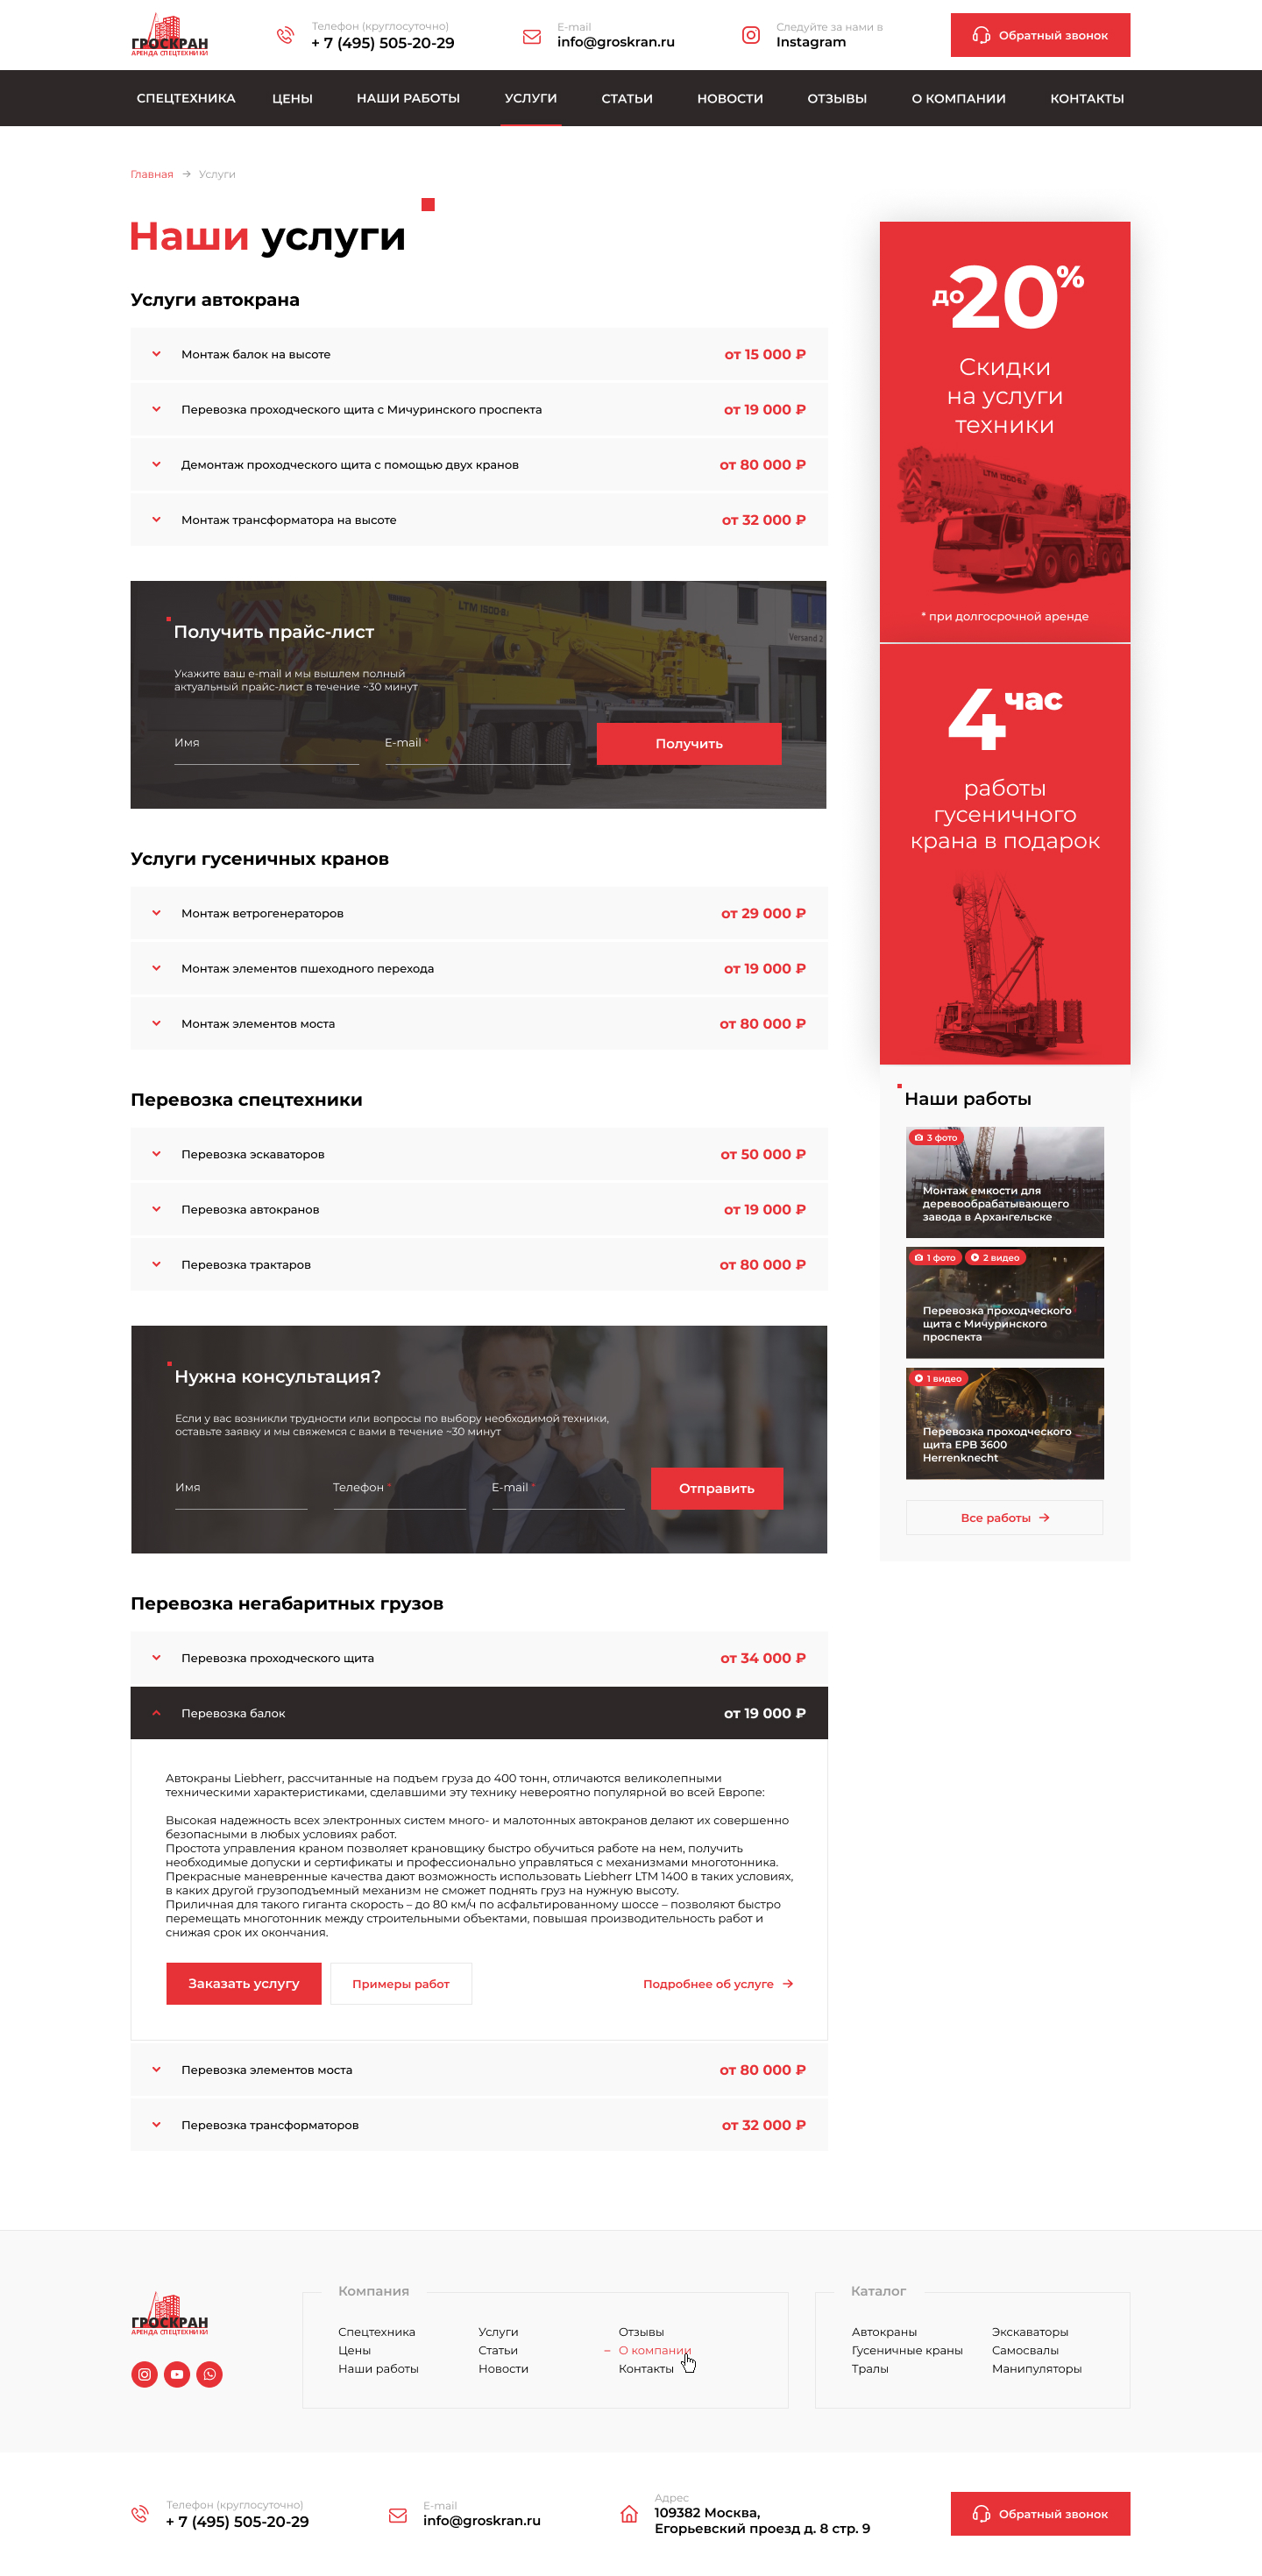 ГРОСКРАН
АРЕНДА СПЕЦТЕХНИКИ
Телефон (круглосуточно)
+ 7 (495) 505-20-29
E-mail
info@groskran.ru
Следуйте за нами в
Instagram
Обратный звонок
СПЕЦТЕХНИКА ЦЕНЫ НАШИ РАБОТЫ УСЛУГИ СТАТЬИ НОВОСТИ ОТЗЫВЫ О КОМПАНИИ КОНТАКТЫ
Главная → Услуги
Наши услуги
Услуги автокрана
Монтаж балок на высоте от 15 000 ₽
Перевозка проходческого щита с Мичуринского проспекта от 19 000 ₽
Демонтаж проходческого щита с помощью двух кранов от 80 000 ₽
Монтаж трансформатора на высоте от 32 000 ₽
LTM 1300-6.2
Versand 2
Получить прайс-лист
Укажите ваш e-mail и мы вышлем полный
актуальный прайс-лист в течение ~30 минут
Имя E-mail * Получить
Услуги гусеничных кранов
Монтаж ветрогенераторов от 29 000 ₽
Монтаж элементов пшеходного перехода от 19 000 ₽
Монтаж элементов моста от 80 000 ₽
Перевозка спецтехники
Перевозка эскаваторов от 50 000 ₽
Перевозка автокранов от 19 000 ₽
Перевозка трактаров от 80 000 ₽
Нужна консультация?
Если у вас возникли трудности или вопросы по выбору необходимой техники,
оставьте заявку и мы свяжемся с вами в течение ~30 минут
Имя Телефон * E-mail * Отправить
Перевозка негабаритных грузов
Перевозка проходческого щита от 34 000 ₽
Перевозка балок от 19 000 ₽
Автокраны Liebherr, рассчитанные на подъем груза до 400 тонн, отличаются великолепными
техническими характеристиками, сделавшими эту технику невероятно популярной во всей Европе:
Высокая надежность всех электронных систем много- и малотонных автокранов делают их совершенно
безопасными в любых условиях работ.
Простота управления краном позволяет крановщику быстро обучиться работе на нем, получить
необходимые допуски и сертификаты и профессионально управляться с механизмами многотонника.
Прекрасные маневренные качества дают возможность использовать Liebherr LTM 1400 в таких условиях,
в каких другой грузоподъемный механизм не сможет поднять груз на нужную высоту.
Приличная для такого гиганта скорость – до 80 км/ч по асфальтированному шоссе – позволяют быстро
перемещать многотонник между строительными объектами, повышая производительность работ и
снижая срок их окончания.
Заказать услугу Примеры работ Подробнее об услуге →
Перевозка элементов моста от 80 000 ₽
Перевозка трансформаторов от 32 000 ₽
до 20 %
Скидки
на услуги
техники
LTM 1300-6.2
* при долгосрочной аренде
4 час
работы
гусеничного
крана в подарок
Наши работы
3 фото
Монтаж емкости для
деревообрабатывающего
завода в Архангельске
1 фото 2 видео
Перевозка проходческого
щита с Мичуринского
проспекта
1 видео
Перевозка проходческого
щита EPB 3600
Herrenknecht
Все работы →
ГРОСКРАН
АРЕНДА СПЕЦТЕХНИКИ
Компания
Спецтехника Услуги Отзывы
Цены Статьи – О компании
Наши работы Новости Контакты
Каталог
Автокраны Экскаваторы
Гусеничные краны Самосвалы
Тралы Манипуляторы
Телефон (круглосуточно)
+ 7 (495) 505-20-29
E-mail
info@groskran.ru
Адрес
109382 Москва,
Егорьевский проезд д. 8 стр. 9
Обратный звонок